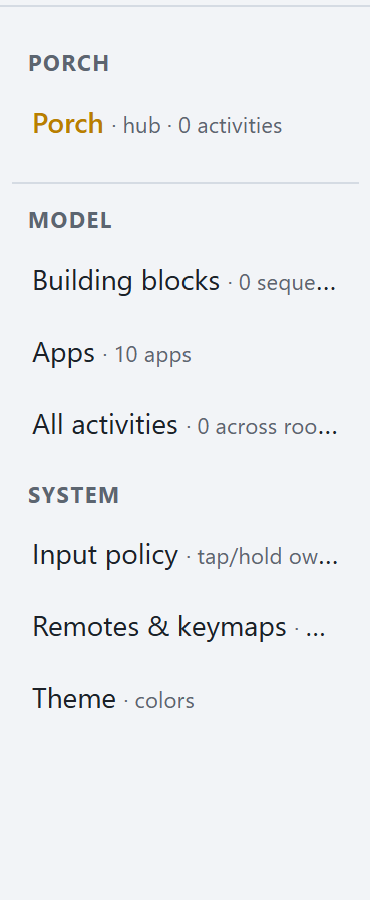 PORCH
Porch · hub · 0 activities
MODEL
Building blocks · 0 seque...
Apps · 10 apps
All activities · 0 across roo...
SYSTEM
Input policy · tap/hold ow...
Remotes & keymaps · ...
Theme · colors